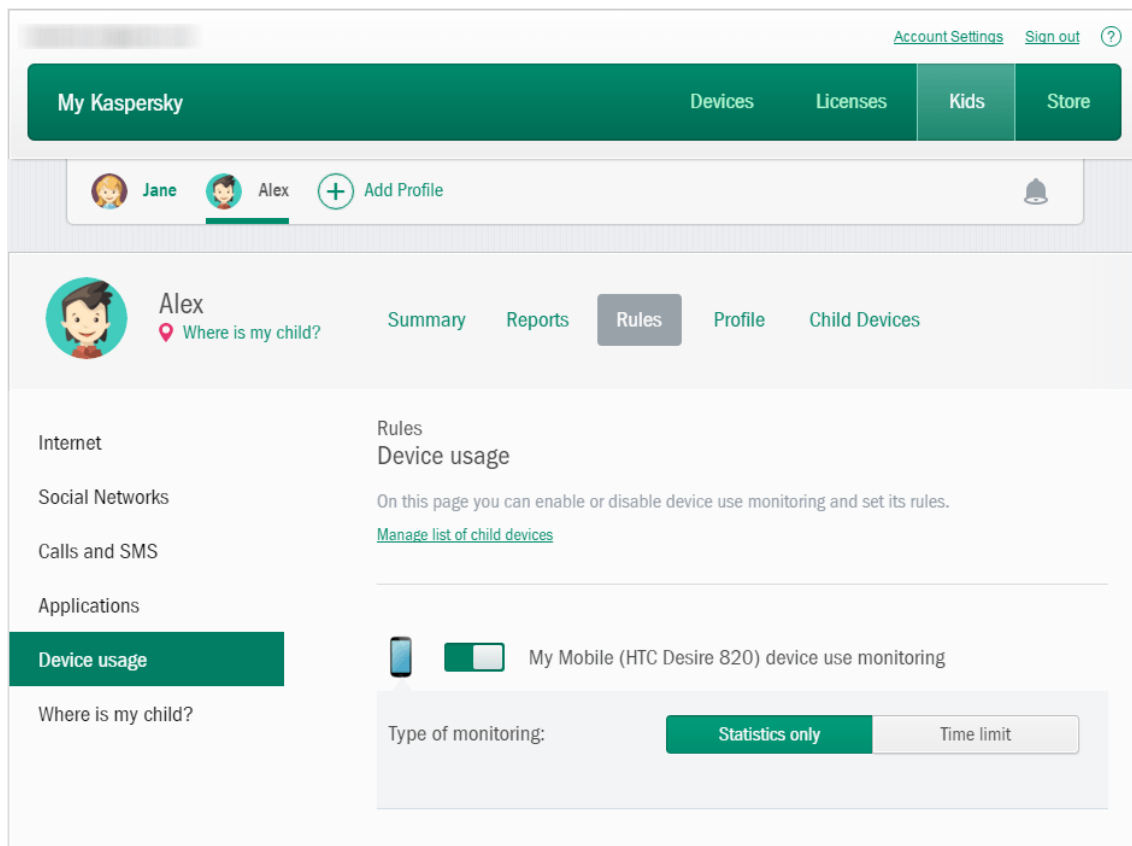 Account Settings Sign out ?
My Kaspersky Devices Licenses Kids Store
Jane Alex + Add Profile
Alex
Where is my child?
Summary Reports Rules Profile Child Devices
Internet
Social Networks
Calls and SMS
Applications
Device usage
Where is my child?
Rules
Device usage
On this page you can enable or disable device use monitoring and set its rules.
Manage list of child devices
My Mobile (HTC Desire 820) device use monitoring
Type of monitoring: Statistics only Time limit